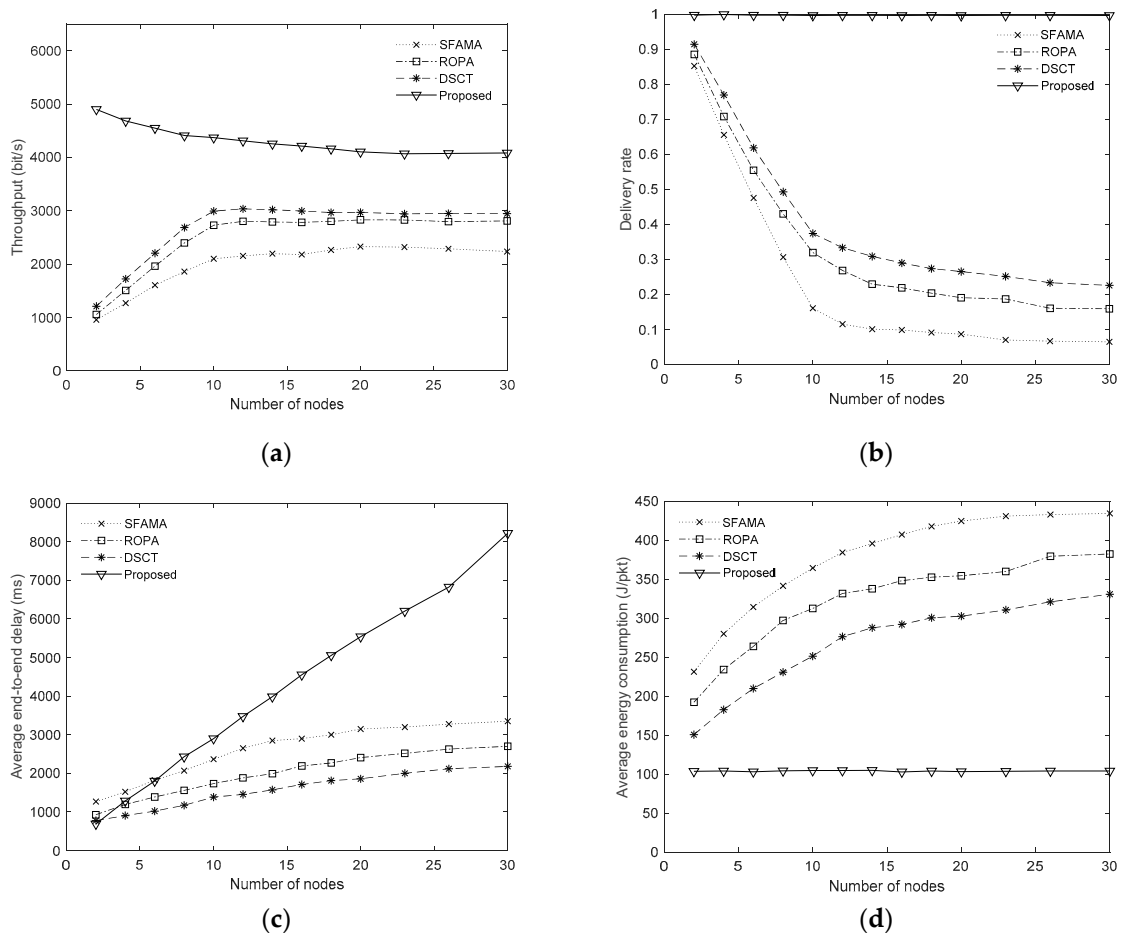 6000
5000
4000
3000
2000
1000
0
Throughput (bit/s)
SFAMA
ROPA
DSCT
Proposed
0 5 10 15 20 25 30
Number of nodes
(a)
1
0.9
0.8
0.7
0.6
0.5
0.4
0.3
0.2
0.1
0
Delivery rate
SFAMA
ROPA
DSCT
Proposed
0 5 10 15 20 25 30
Number of nodes
(b)
9000
8000
7000
6000
5000
4000
3000
2000
1000
0
Average end-to-end delay (ms)
SFAMA
ROPA
DSCT
Proposed
0 5 10 15 20 25 30
Number of nodes
(c)
450
400
350
300
250
200
150
100
50
0
Average energy consumption (J/pkt)
SFAMA
ROPA
DSCT
Proposed
0 5 10 15 20 25 30
Number of nodes
(d)